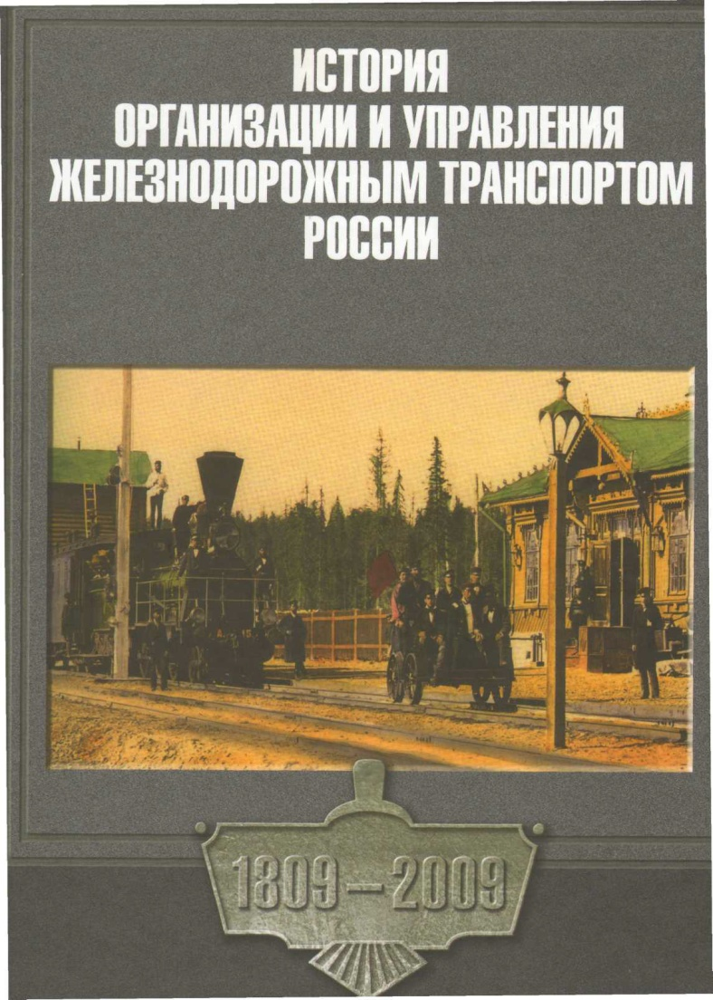 ИСТОРИЯ
ОРГАНИЗАЦИИ И УПРАВЛЕНИЯ
ЖЕЛЕЗНОДОРОЖНЫМ ТРАНСПОРТОМ
РОССИИ
1809–2009